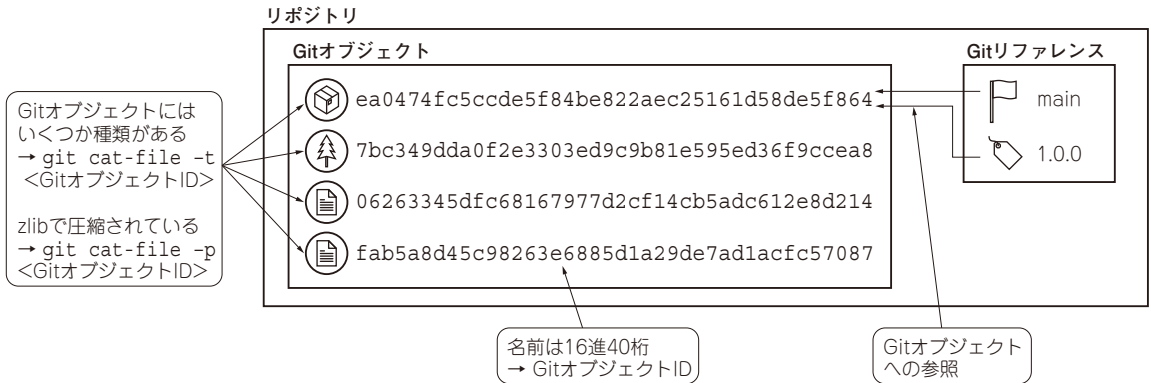 リポジトリ
Gitオブジェクト
Gitリファレンス
ea0474fc5ccde5f84be822aec25161d58de5f864
7bc349dda0f2e3303ed9c9b81e595ed36f9ccea8
06263345dfc68167977d2cf14cb5adc612e8d214
fab5a8d45c98263e6885d1a29de7ad1acfc57087
main
1.0.0
Gitオブジェクトには
いくつか種類がある
→ git cat-file -t
<GitオブジェクトID>
zlibで圧縮されている
→ git cat-file -p
<GitオブジェクトID>
名前は16進40桁
→ GitオブジェクトID
Gitオブジェクト
への参照